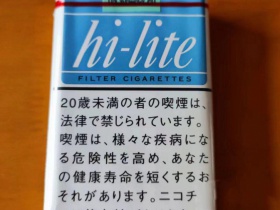 hi-lite
FILTER CIGARETTES
20歳未満の者の喫煙は、
法律で禁じられています。
喫煙は、様々な疾病にな
る危険性を高め、あなた
の健康寿命を短くするお
それがあります。ニコチ